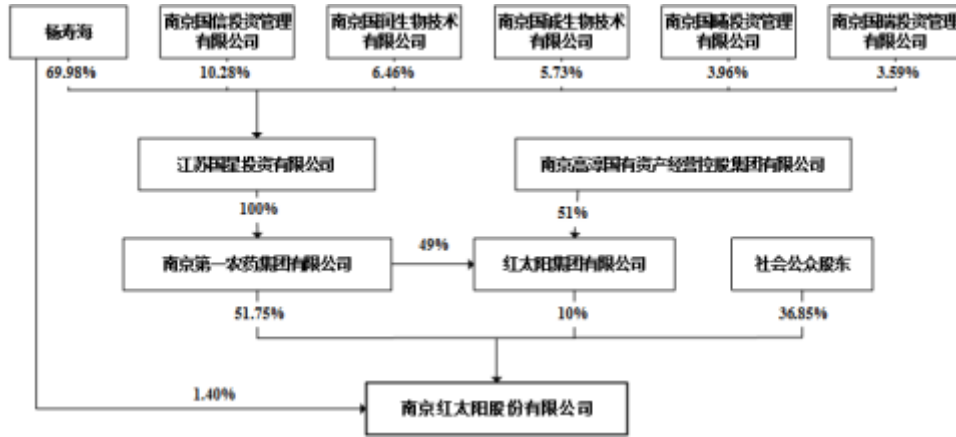 杨寿海
南京国信投资管理
有限公司
南京国润生物技术
有限公司
南京国诚生物技术
有限公司
南京国曦投资管理
有限公司
南京国瑞投资管理
有限公司
69.98%
10.28%
6.46%
5.73%
3.96%
3.59%
江苏国星投资有限公司
南京高淳国有资产经营控股集团有限公司
100%
51%
南京第一农药集团有限公司
49%
红太阳集团有限公司
社会公众股东
51.75%
10%
36.85%
1.40%
南京红太阳股份有限公司